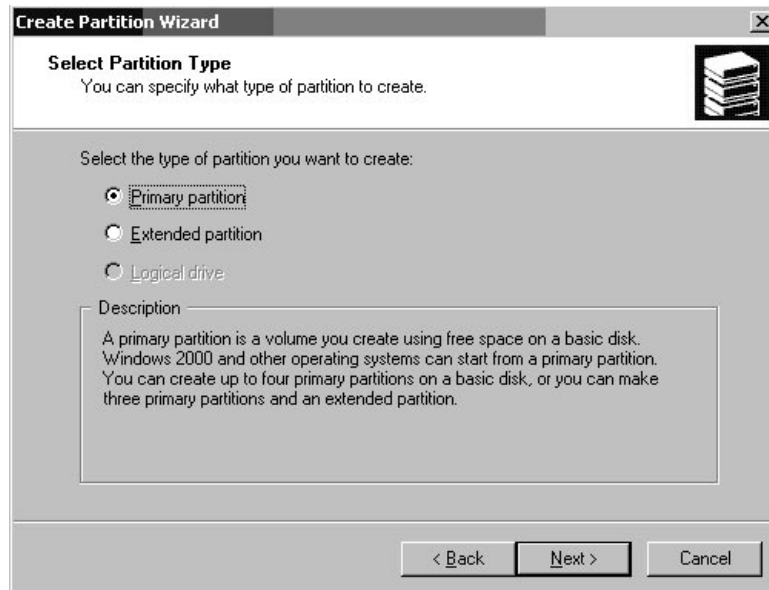 Create Partition Wizard
Select Partition Type
You can specify what type of partition to create.
Select the type of partition you want to create:
Primary partition
Extended partition
Logical drive
Description
A primary partition is a volume you create using free space on a basic disk.
Windows 2000 and other operating systems can start from a primary partition.
You can create up to four primary partitions on a basic disk, or you can make
three primary partitions and an extended partition.
< Back Next > Cancel